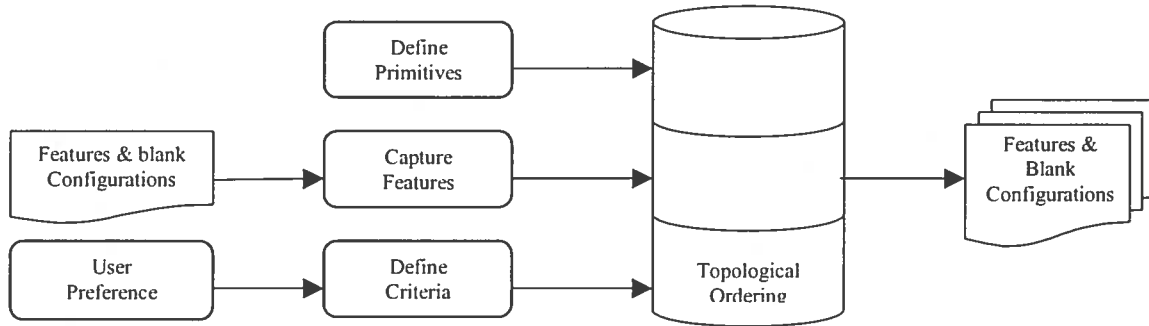 Define
Primitives
Features & blank
Configurations
Capture
Features
Features &
Blank
Configurations
User
Preference
Define
Criteria
Topological
Ordering